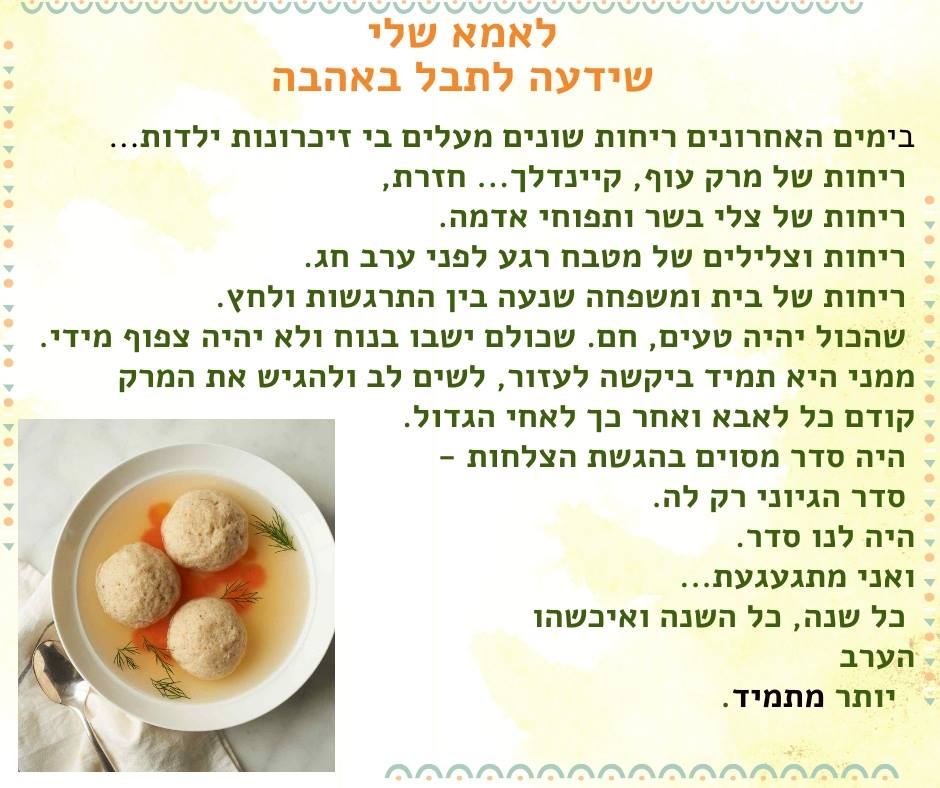 לאמא שלי
שידעה לתבל באהבה
בימים האחרונים ריחות שונים מעלים בי זיכרונות ילדות...
ריחות של מרק עוף, קיינדלך... חזרת,
ריחות של צלי בשר ותפוחי אדמה.
ריחות וצלילים של מטבח רגע לפני ערב חג.
ריחות של בית ומשפחה שנעה בין התרגשות ולחץ.
שהכול יהיה טעים, חם. שכולם ישבו בנוח ולא יהיה צפוף מידי.
ממני היא תמיד ביקשה לעזור, לשים לב ולהגיש את המרק
קודם כל לאבא ואחר כך לאחי הגדול.
היה סדר מסוים בהגשת הצלחות –
סדר הגיוני רק לה.
היה לנו סדר.
ואני מתגעגעת...
כל שנה, כל השנה ואיכשהו
הערב
יותר מתמיד.